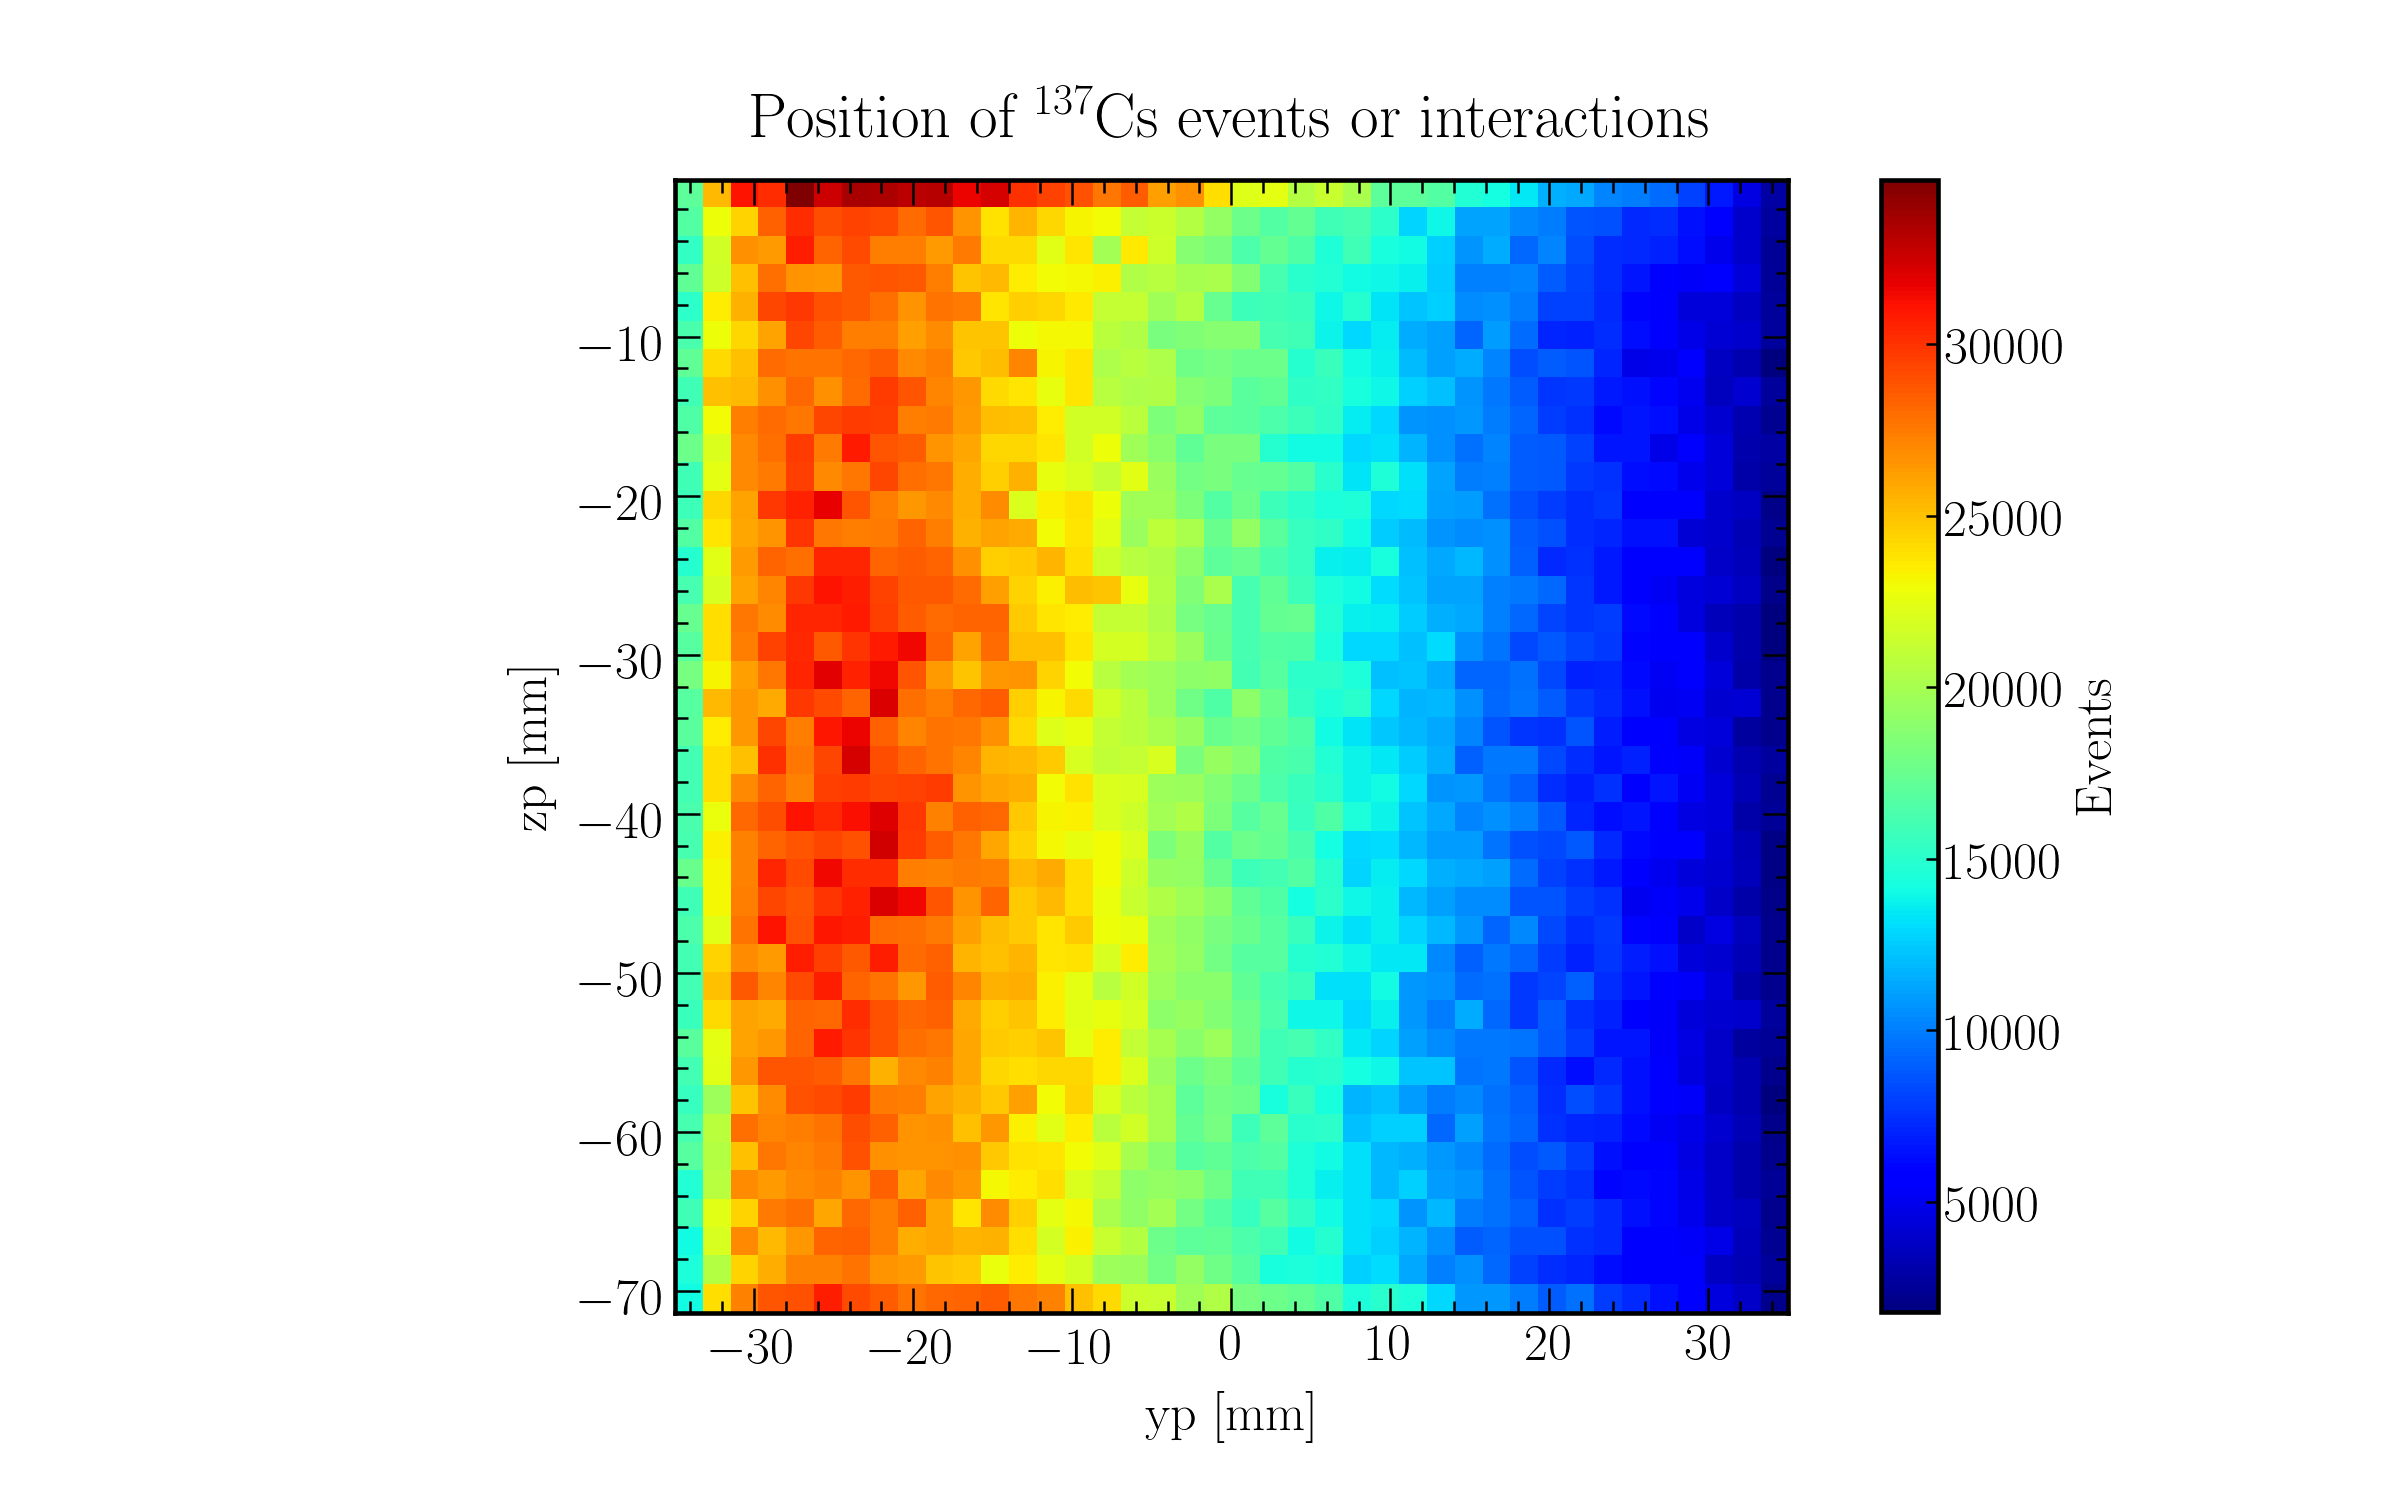 Position of ¹³⁷Cs events or interactions
zp [mm]
−10
−20
−30
−40
−50
−60
−70
−30 −20 −10 0 10 20 30
yp [mm]
30000
25000
20000
15000
10000
5000
Events